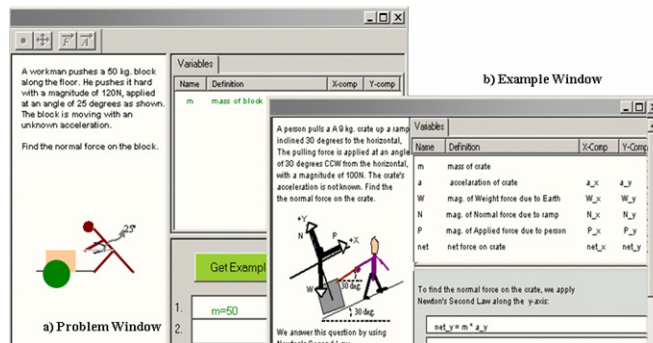 F A
A workman pushes a 50 kg. block
along the floor. He pushes it hard
with a magnitude of 120N, applied
at an angle of 25 degrees as shown.
The block is moving with an
unknown acceleration.
Find the normal force on the block.
25°
a) Problem Window
Variables
Name Definition X-comp Y-comp
m mass of block
Get Exampl
1. m=50
2.
b) Example Window
A person pulls a A 9 kg. crate up a ramp
inclined 30 degrees to the horizontal,
The pulling force is applied at an angle
of 30 degrees CCW from the horizontal,
with a magnitude of 100N. The crate's
acceleration is not known. Find the
the normal force on the crate.
+Y
N P +X
W
30 deg.
30 deg.
We answer this question by using
Newton's Second Law
Variables
Name Definition X-Comp Y-Comp
m mass of crate
a accelaration of crate a_x a_y
W mag. of Weight force due to Earth W_x W_y
N mag. of Normal force due to ramp N_x N_y
P mag. of Applied force due to person P_x P_y
net net force on crate net_x net_y
To find the normal force on the crate, we apply
Newton's Second Law along the y-axis:
net_y = m * a_y